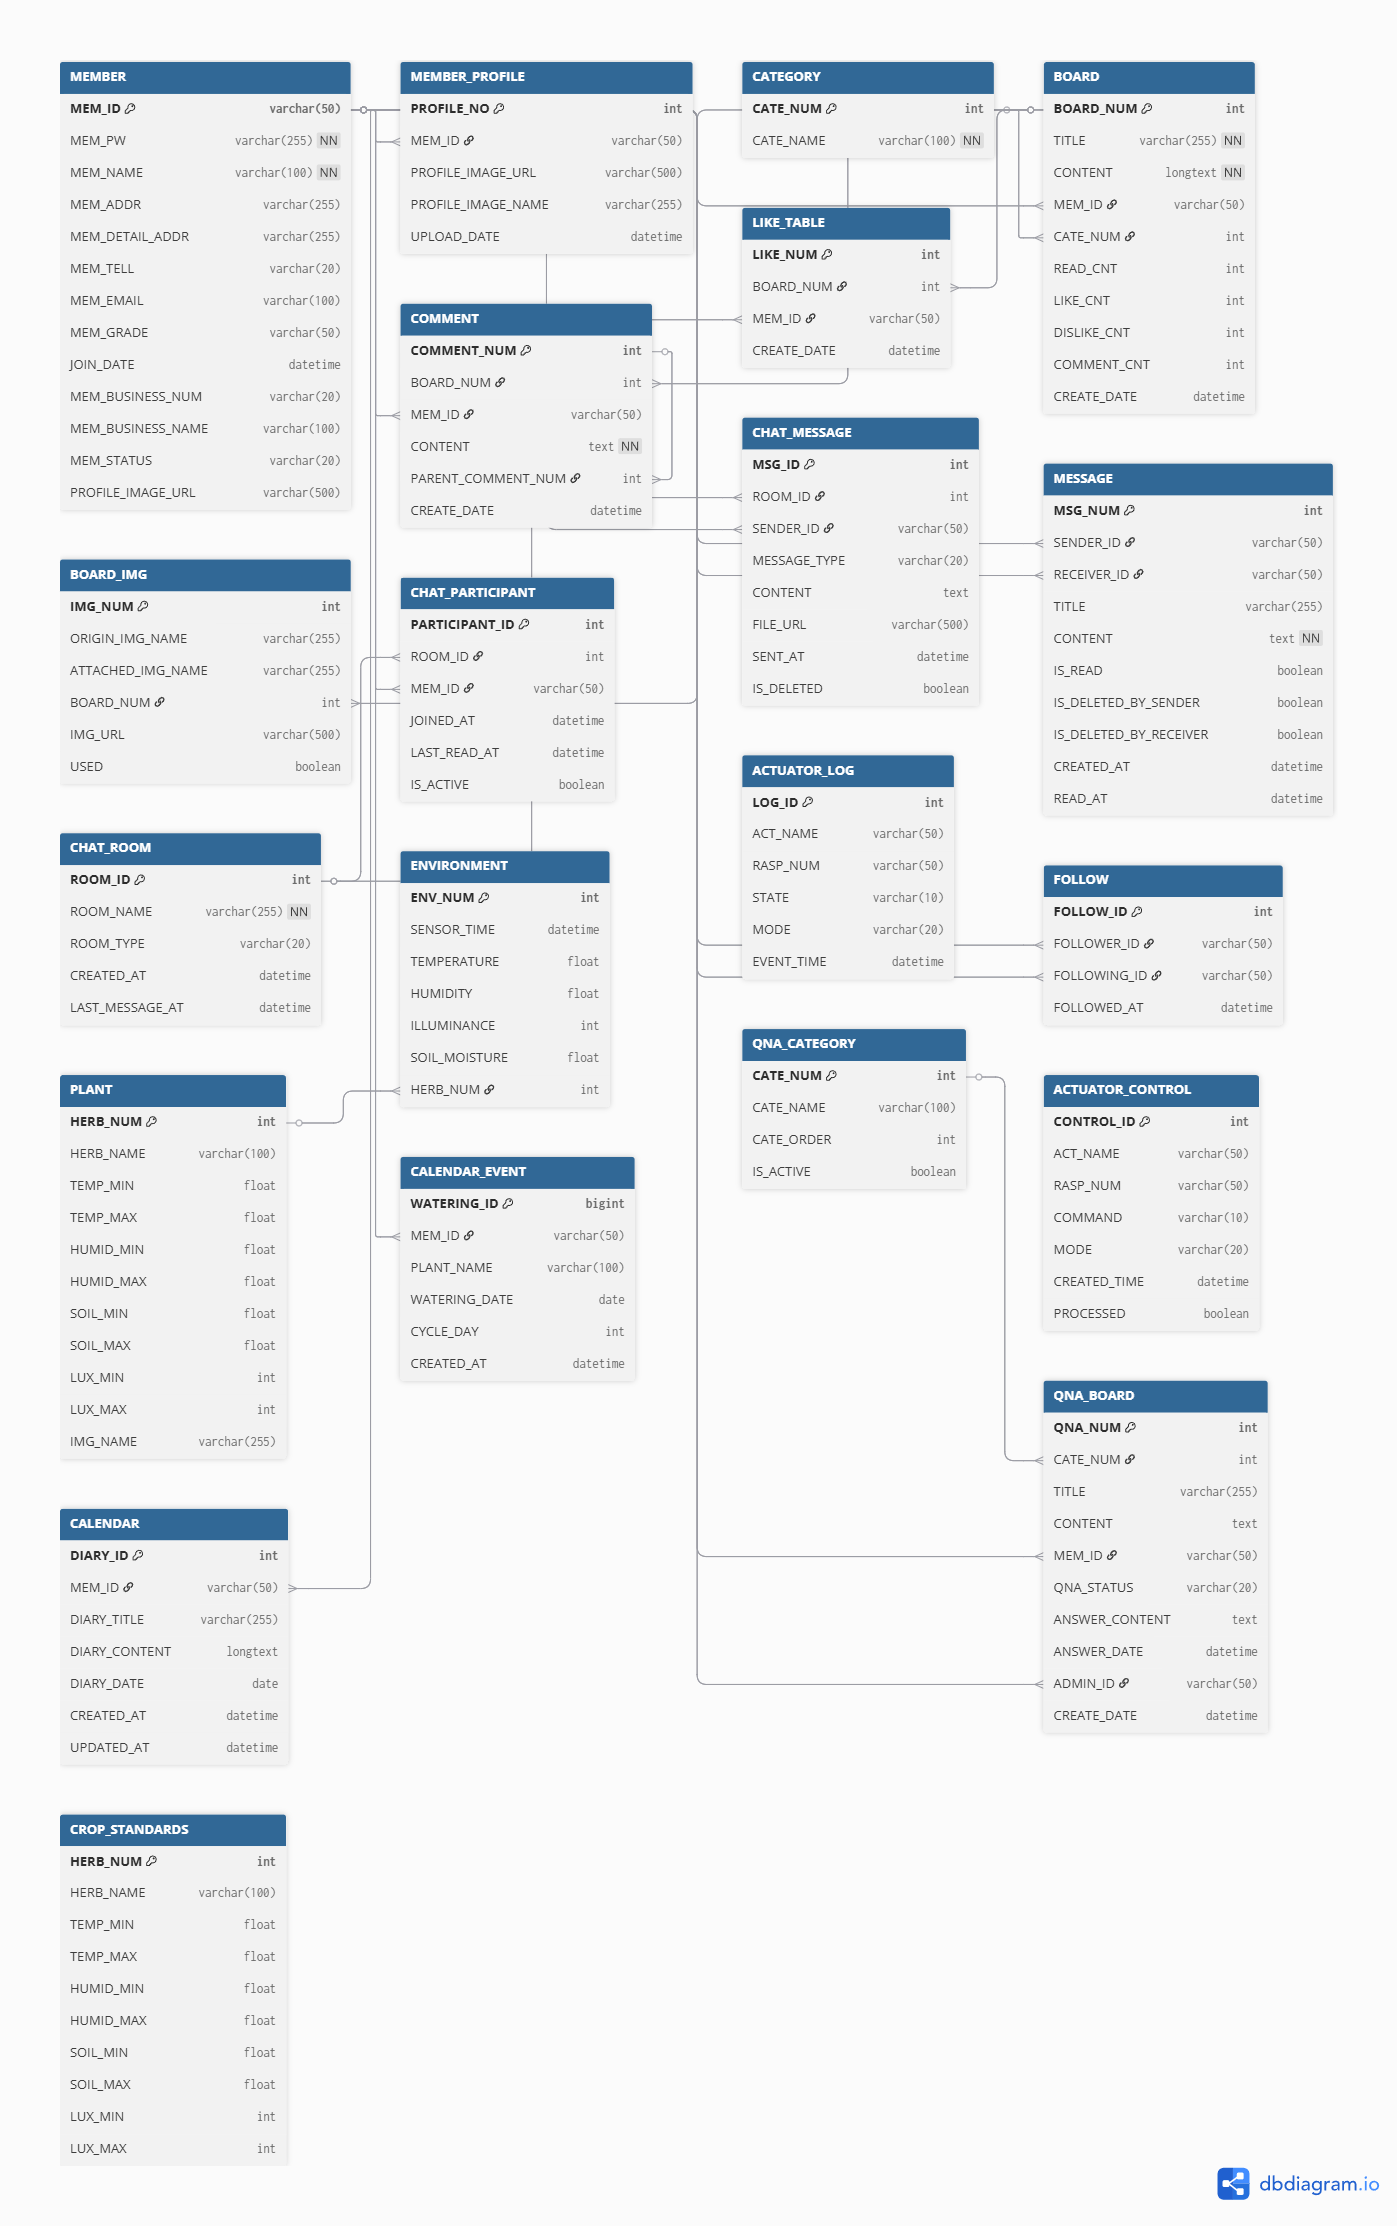 MEMBER
MEM_ID varchar(50)
MEM_PW varchar(255) NN
MEM_NAME varchar(100) NN
MEM_ADDR varchar(255)
MEM_DETAIL_ADDR varchar(255)
MEM_TELL varchar(20)
MEM_EMAIL varchar(100)
MEM_GRADE varchar(50)
JOIN_DATE datetime
MEM_BUSINESS_NUM varchar(20)
MEM_BUSINESS_NAME varchar(100)
MEM_STATUS varchar(20)
PROFILE_IMAGE_URL varchar(500)
BOARD_IMG
IMG_NUM int
ORIGIN_IMG_NAME varchar(255)
ATTACHED_IMG_NAME varchar(255)
BOARD_NUM int
IMG_URL varchar(500)
USED boolean
CHAT_ROOM
ROOM_ID int
ROOM_NAME varchar(255) NN
ROOM_TYPE varchar(20)
CREATED_AT datetime
LAST_MESSAGE_AT datetime
PLANT
HERB_NUM int
HERB_NAME varchar(100)
TEMP_MIN float
TEMP_MAX float
HUMID_MIN float
HUMID_MAX float
SOIL_MIN float
SOIL_MAX float
LUX_MIN int
LUX_MAX int
IMG_NAME varchar(255)
CALENDAR
DIARY_ID int
MEM_ID varchar(50)
DIARY_TITLE varchar(255)
DIARY_CONTENT longtext
DIARY_DATE date
CREATED_AT datetime
UPDATED_AT datetime
CROP_STANDARDS
HERB_NUM int
HERB_NAME varchar(100)
TEMP_MIN float
TEMP_MAX float
HUMID_MIN float
HUMID_MAX float
SOIL_MIN float
SOIL_MAX float
LUX_MIN int
LUX_MAX int
MEMBER_PROFILE
PROFILE_NO int
MEM_ID varchar(50)
PROFILE_IMAGE_URL varchar(500)
PROFILE_IMAGE_NAME varchar(255)
UPLOAD_DATE datetime
COMMENT
COMMENT_NUM int
BOARD_NUM int
MEM_ID varchar(50)
CONTENT text NN
PARENT_COMMENT_NUM int
CREATE_DATE datetime
CHAT_PARTICIPANT
PARTICIPANT_ID int
ROOM_ID int
MEM_ID varchar(50)
JOINED_AT datetime
LAST_READ_AT datetime
IS_ACTIVE boolean
ENVIRONMENT
ENV_NUM int
SENSOR_TIME datetime
TEMPERATURE float
HUMIDITY float
ILLUMINANCE int
SOIL_MOISTURE float
HERB_NUM int
CALENDAR_EVENT
WATERING_ID bigint
MEM_ID varchar(50)
PLANT_NAME varchar(100)
WATERING_DATE date
CYCLE_DAY int
CREATED_AT datetime
CATEGORY
CATE_NUM int
CATE_NAME varchar(100) NN
LIKE_TABLE
LIKE_NUM int
BOARD_NUM int
MEM_ID varchar(50)
CREATE_DATE datetime
CHAT_MESSAGE
MSG_ID int
ROOM_ID int
SENDER_ID varchar(50)
MESSAGE_TYPE varchar(20)
CONTENT text
FILE_URL varchar(500)
SENT_AT datetime
IS_DELETED boolean
ACTUATOR_LOG
LOG_ID int
ACT_NAME varchar(50)
RASP_NUM varchar(50)
STATE varchar(10)
MODE varchar(20)
EVENT_TIME datetime
QNA_CATEGORY
CATE_NUM int
CATE_NAME varchar(100)
CATE_ORDER int
IS_ACTIVE boolean
BOARD
BOARD_NUM int
TITLE varchar(255) NN
CONTENT longtext NN
MEM_ID varchar(50)
CATE_NUM int
READ_CNT int
LIKE_CNT int
DISLIKE_CNT int
COMMENT_CNT int
CREATE_DATE datetime
MESSAGE
MSG_NUM int
SENDER_ID varchar(50)
RECEIVER_ID varchar(50)
TITLE varchar(255)
CONTENT text NN
IS_READ boolean
IS_DELETED_BY_SENDER boolean
IS_DELETED_BY_RECEIVER boolean
CREATED_AT datetime
READ_AT datetime
FOLLOW
FOLLOW_ID int
FOLLOWER_ID varchar(50)
FOLLOWING_ID varchar(50)
FOLLOWED_AT datetime
ACTUATOR_CONTROL
CONTROL_ID int
ACT_NAME varchar(50)
RASP_NUM varchar(50)
COMMAND varchar(10)
MODE varchar(20)
CREATED_TIME datetime
PROCESSED boolean
QNA_BOARD
QNA_NUM int
CATE_NUM int
TITLE varchar(255)
CONTENT text
MEM_ID varchar(50)
QNA_STATUS varchar(20)
ANSWER_CONTENT text
ANSWER_DATE datetime
ADMIN_ID varchar(50)
CREATE_DATE datetime
dbdiagram.io